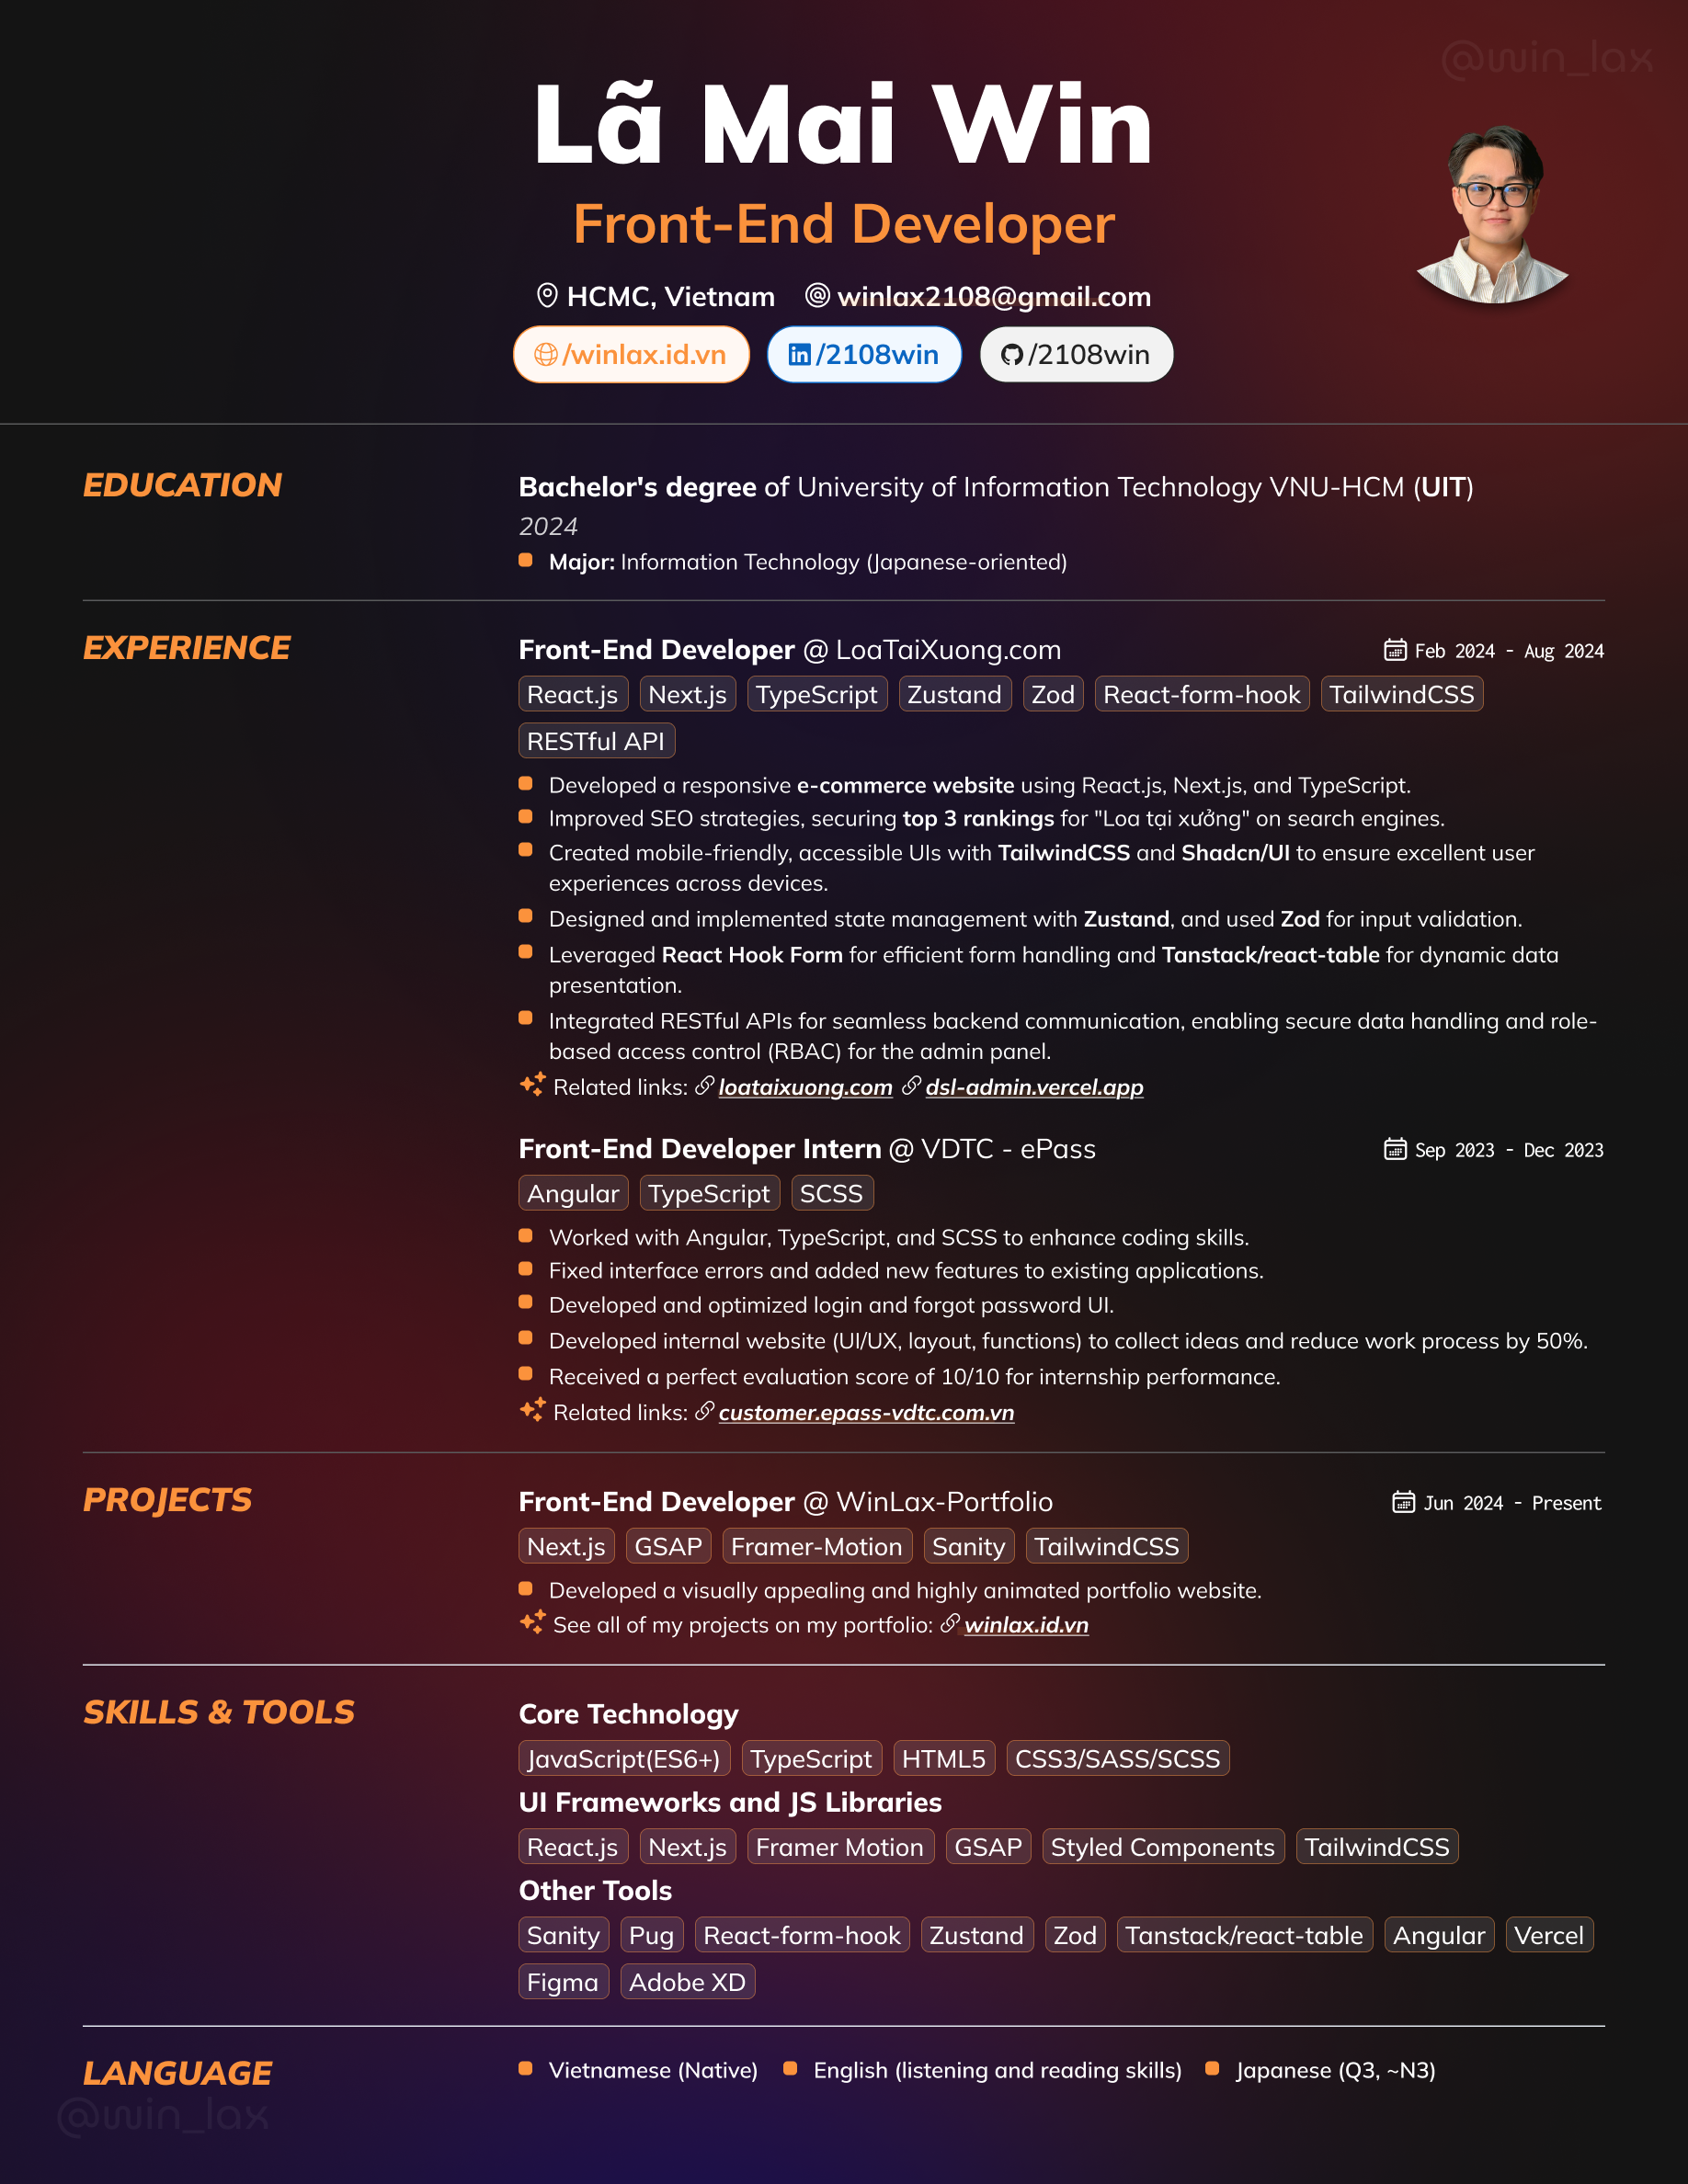 @win_lax
Lã Mai Win
Front-End Developer
HCMC, Vietnam winlax2108@gmail.com
/winlax.id.vn /2108win /2108win
EDUCATION
Bachelor's degree of University of Information Technology VNU-HCM (UIT)
2024
Major: Information Technology (Japanese-oriented)
EXPERIENCE
Front-End Developer @ LoaTaiXuong.com Feb 2024 - Aug 2024
React.js Next.js TypeScript Zustand Zod React-form-hook TailwindCSS
RESTful API
Developed a responsive e-commerce website using React.js, Next.js, and TypeScript.
Improved SEO strategies, securing top 3 rankings for "Loa tại xưởng" on search engines.
Created mobile-friendly, accessible UIs with TailwindCSS and Shadcn/UI to ensure excellent user
experiences across devices.
Designed and implemented state management with Zustand, and used Zod for input validation.
Leveraged React Hook Form for efficient form handling and Tanstack/react-table for dynamic data
presentation.
Integrated RESTful APIs for seamless backend communication, enabling secure data handling and role-
based access control (RBAC) for the admin panel.
Related links: loataixuong.com dsl-admin.vercel.app
Front-End Developer Intern @ VDTC - ePass Sep 2023 - Dec 2023
Angular TypeScript SCSS
Worked with Angular, TypeScript, and SCSS to enhance coding skills.
Fixed interface errors and added new features to existing applications.
Developed and optimized login and forgot password UI.
Developed internal website (UI/UX, layout, functions) to collect ideas and reduce work process by 50%.
Received a perfect evaluation score of 10/10 for internship performance.
Related links: customer.epass-vdtc.com.vn
PROJECTS
Front-End Developer @ WinLax-Portfolio Jun 2024 - Present
Next.js GSAP Framer-Motion Sanity TailwindCSS
Developed a visually appealing and highly animated portfolio website.
See all of my projects on my portfolio: winlax.id.vn
SKILLS & TOOLS
Core Technology
JavaScript(ES6+) TypeScript HTML5 CSS3/SASS/SCSS
UI Frameworks and JS Libraries
React.js Next.js Framer Motion GSAP Styled Components TailwindCSS
Other Tools
Sanity Pug React-form-hook Zustand Zod Tanstack/react-table Angular Vercel
Figma Adobe XD
LANGUAGE
Vietnamese (Native) English (listening and reading skills) Japanese (Q3, ~N3)
@win_lax